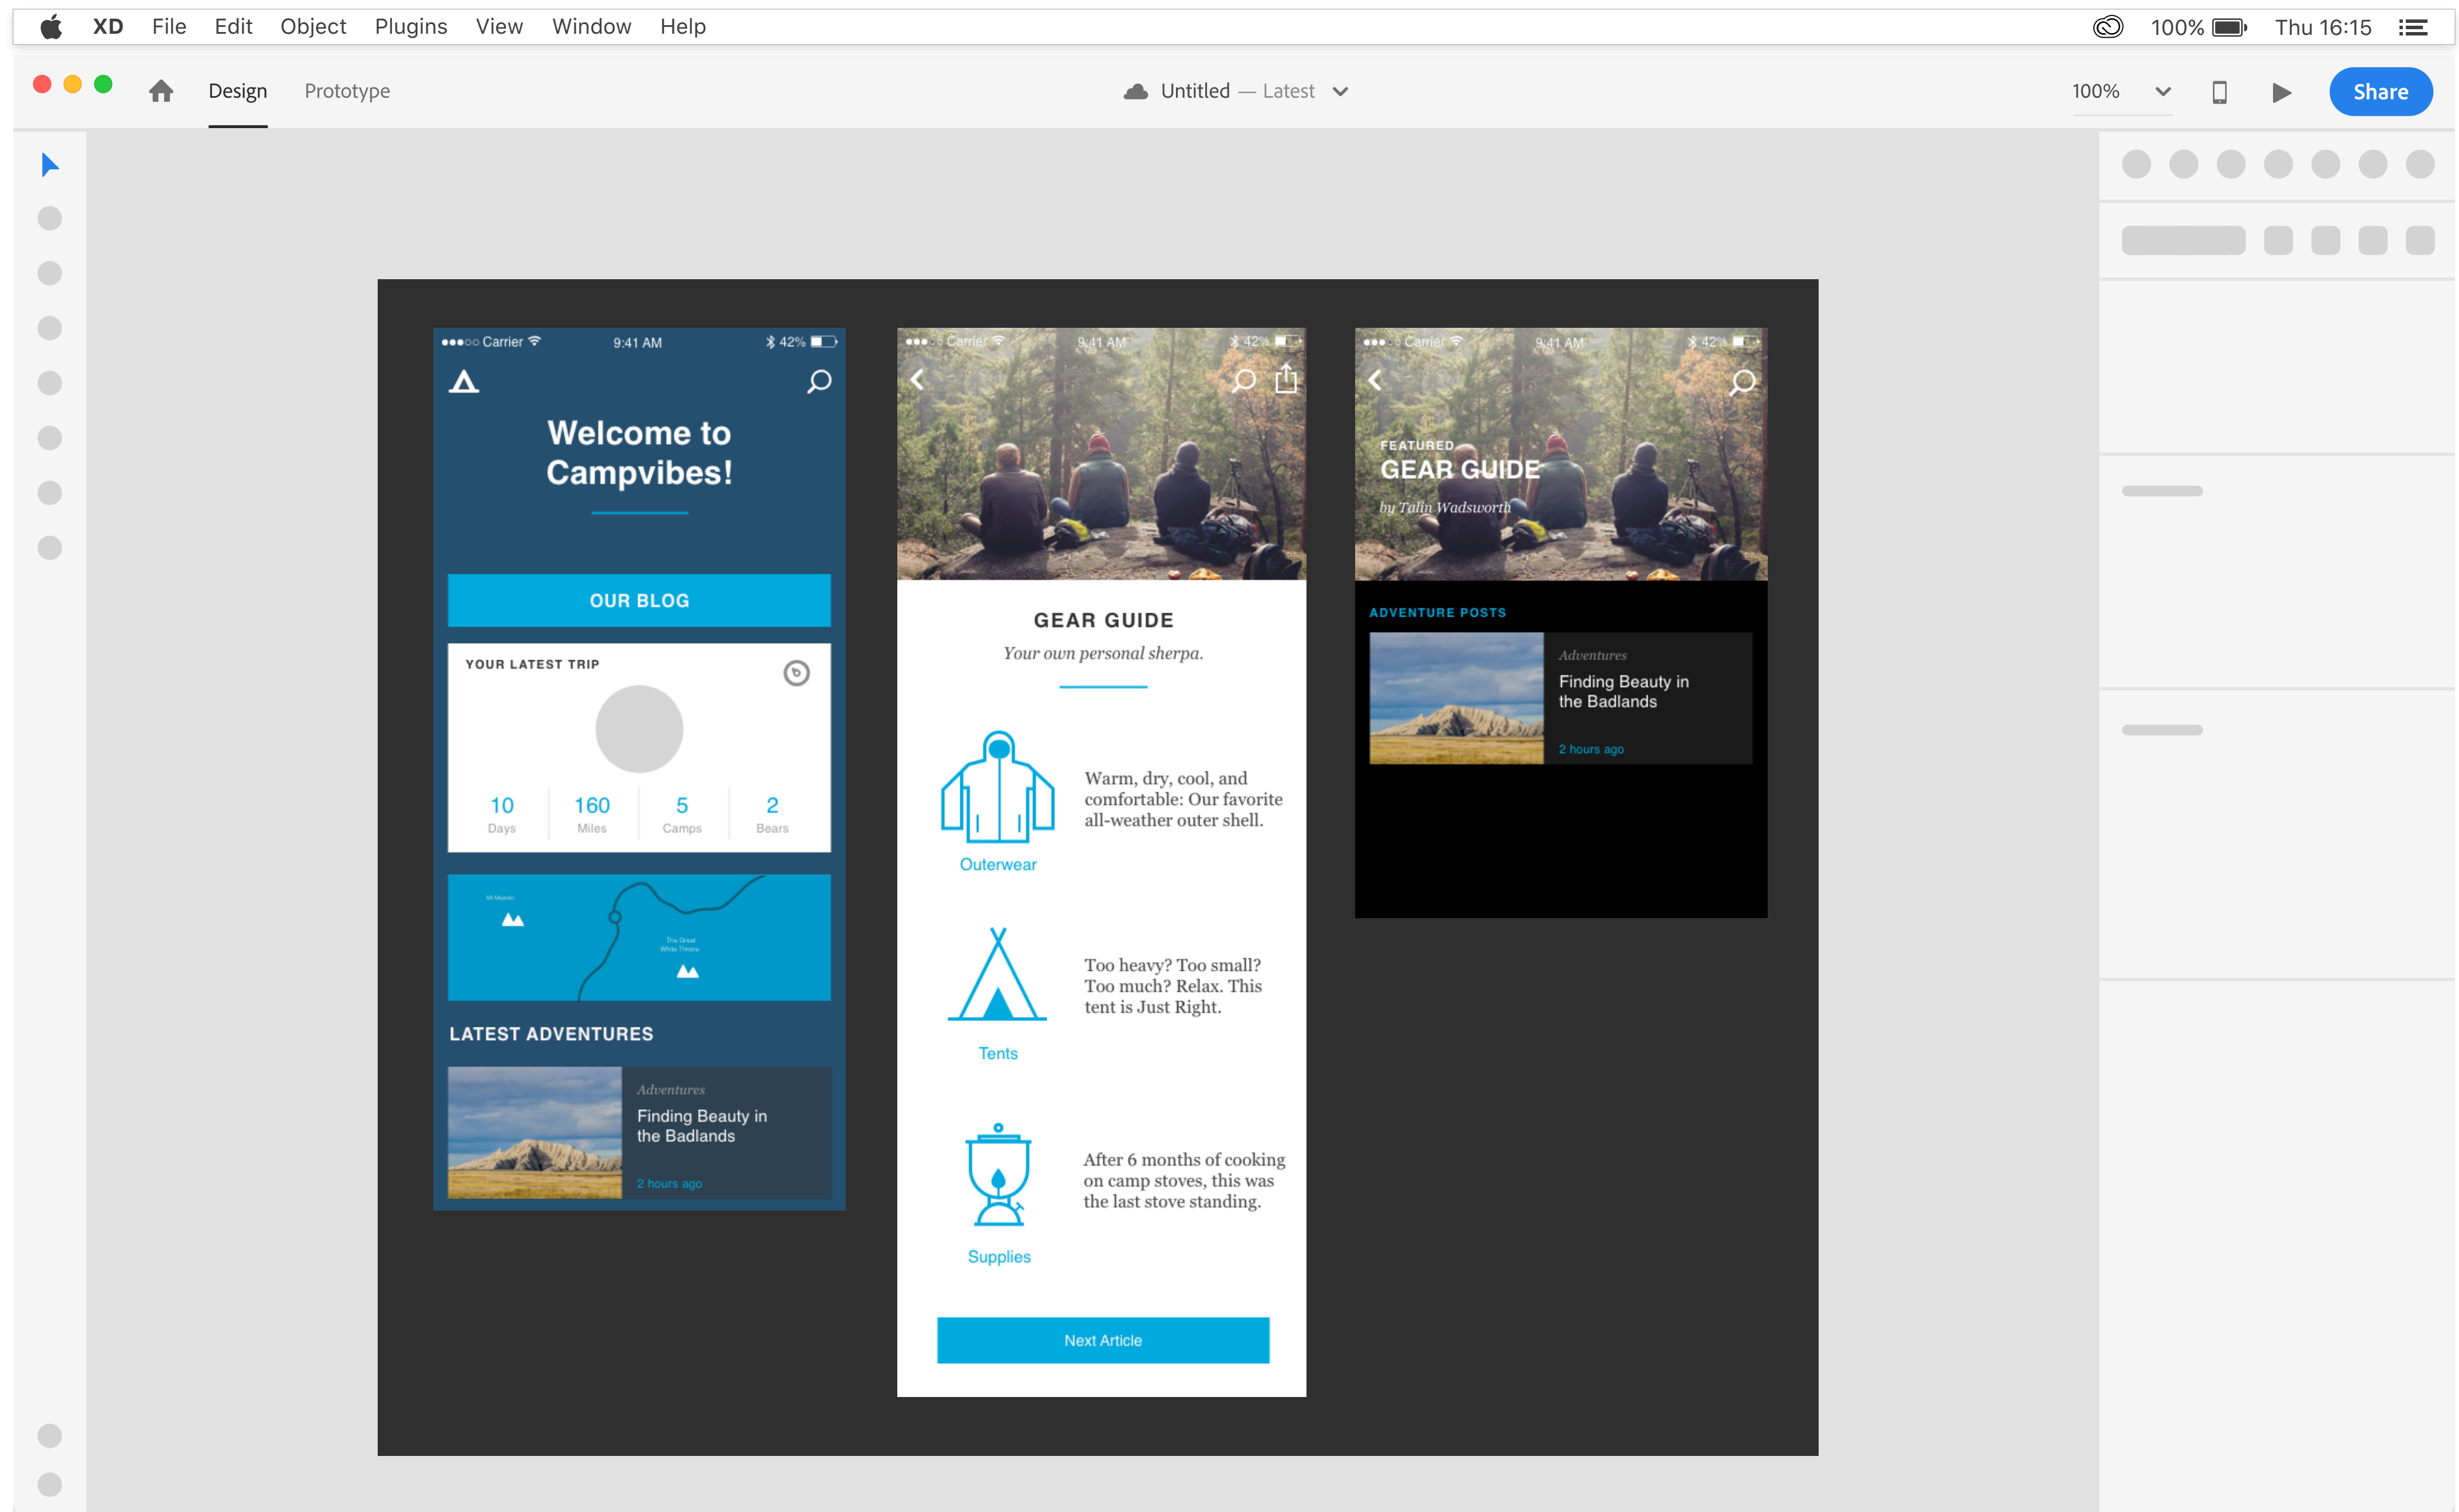 XD File Edit Object Plugins View Window Help
100% Thu 16:15
Design Prototype
Untitled — Latest
100%
Share
Carrier 9:41 AM 42%
Welcome to
Campvibes!
OUR BLOG
YOUR LATEST TRIP
10 160 5 2
Days Miles Camps Bears
The Great
White Throne
LATEST ADVENTURES
Adventures
Finding Beauty in
the Badlands
2 hours ago
Carrier 9:41 AM 42%
GEAR GUIDE
Your own personal sherpa.
Warm, dry, cool, and
comfortable: Our favorite
all-weather outer shell.
Outerwear
Too heavy? Too small?
Too much? Relax. This
tent is Just Right.
Tents
After 6 months of cooking
on camp stoves, this was
the last stove standing.
Supplies
Next Article
Carrier 9:41 AM 42%
FEATURED
GEAR GUIDE
by Talin Wadsworth
ADVENTURE POSTS
Adventures
Finding Beauty in
the Badlands
2 hours ago